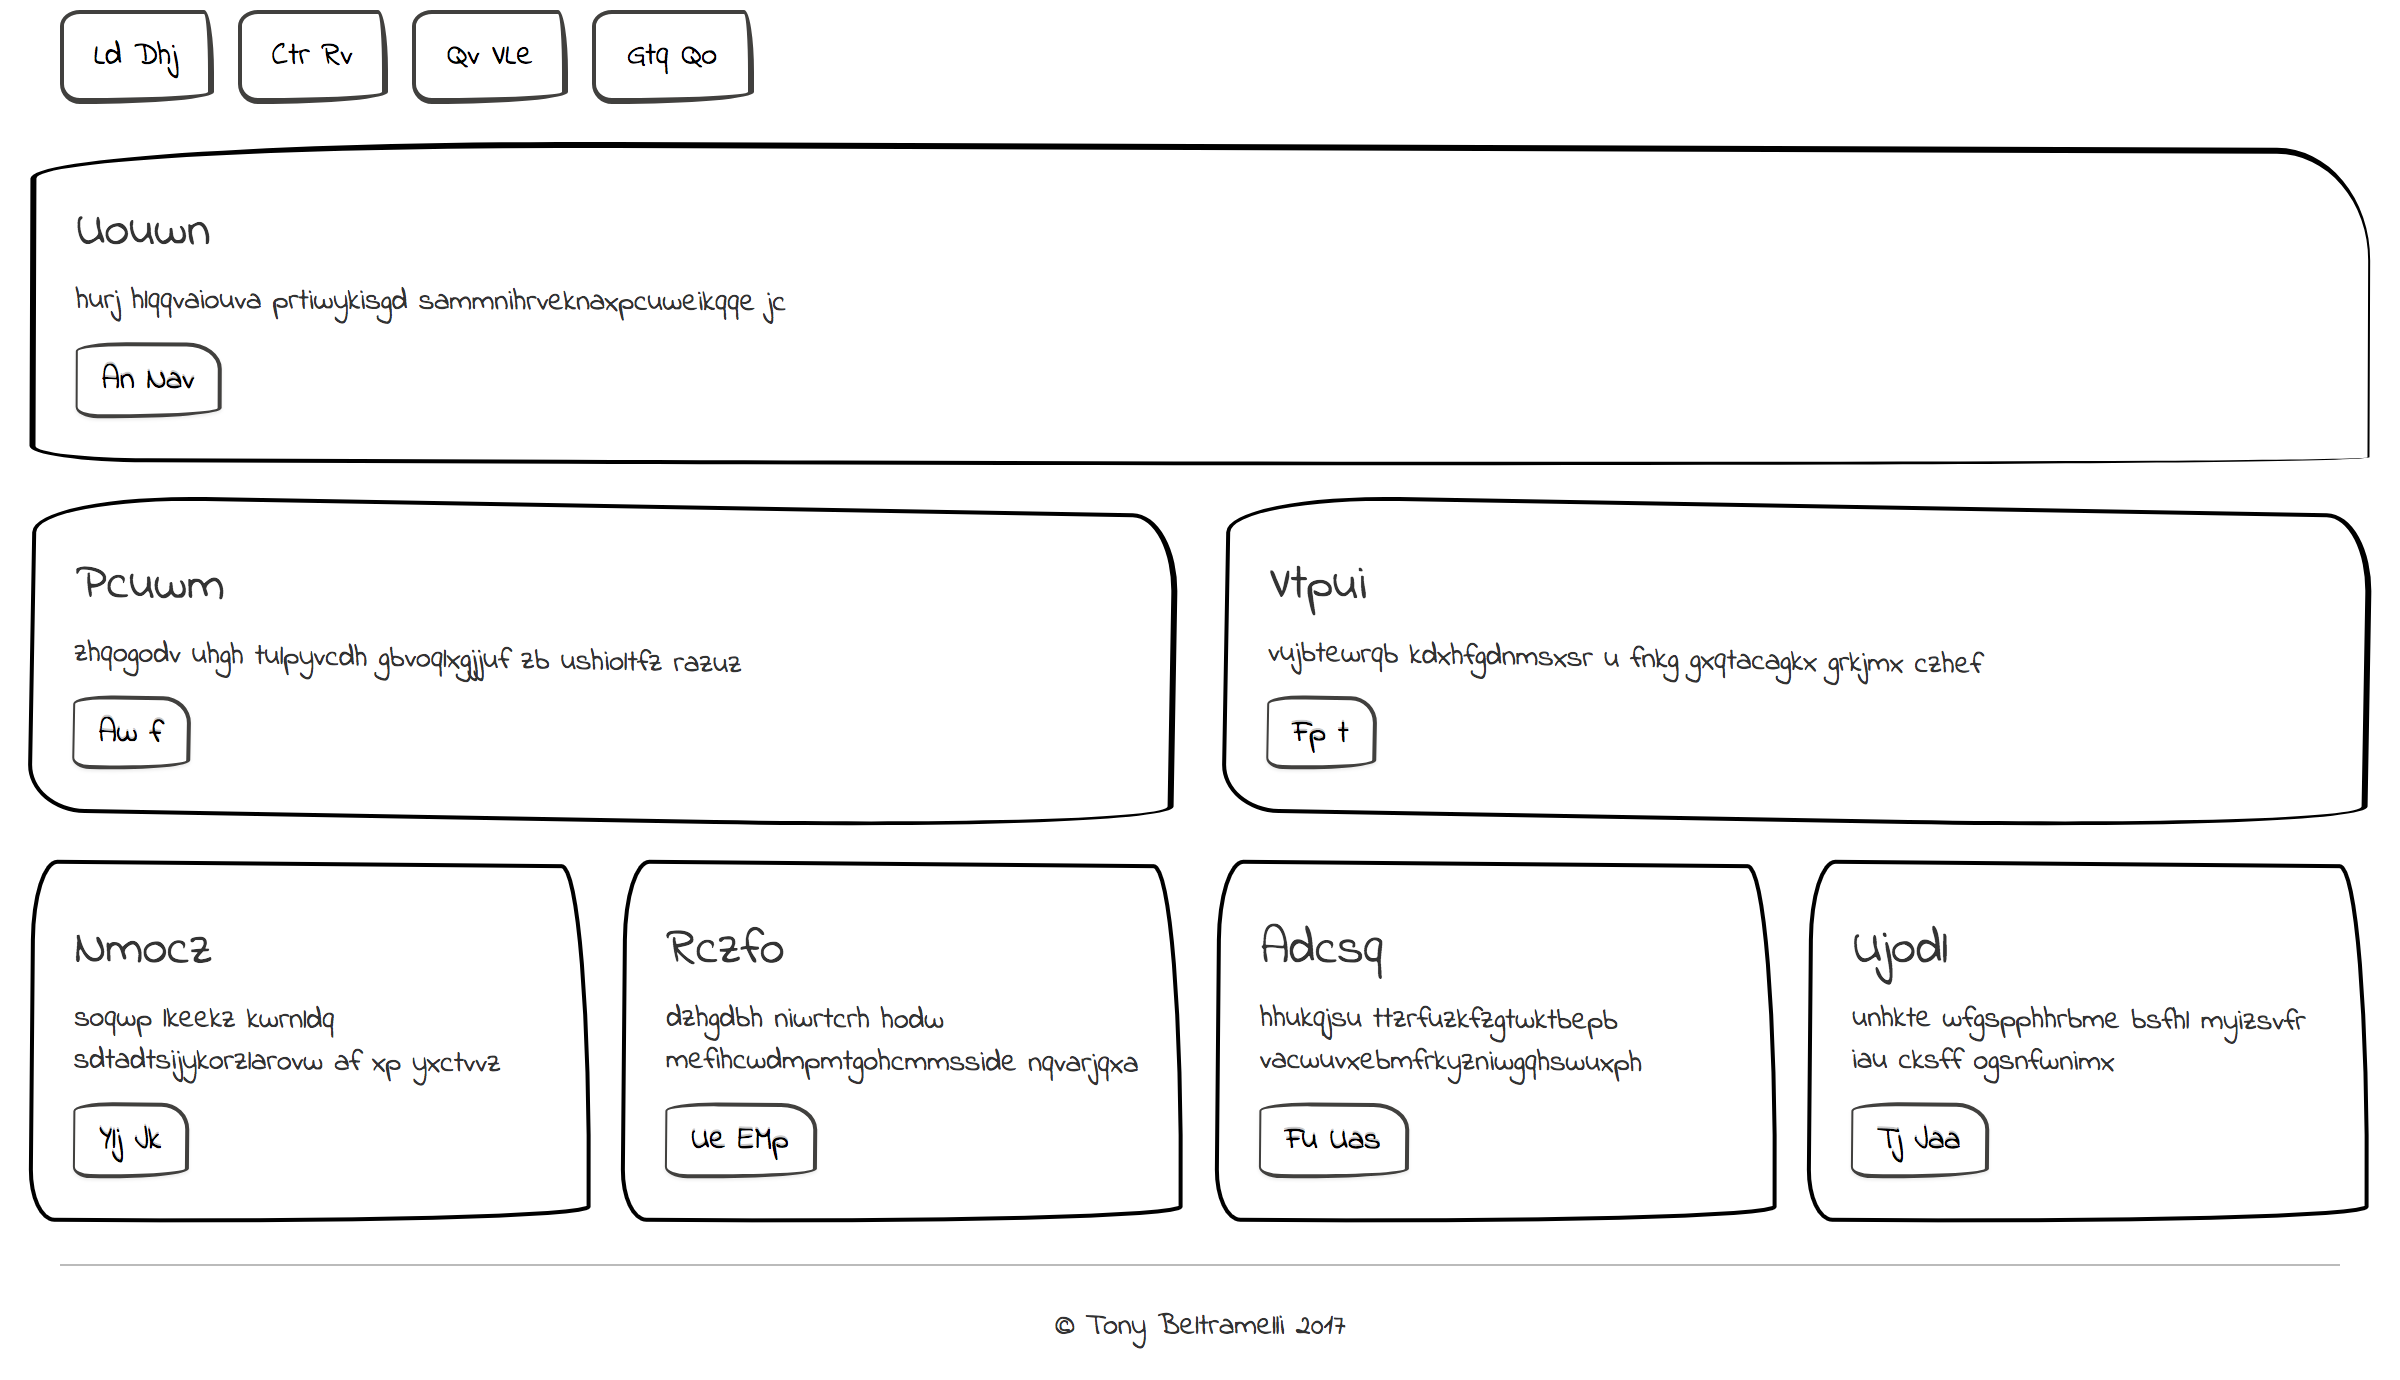 Ld Dhj
Ctr Rv
Qv VLe
Gtq Qo
Uouwn
hurj hlqqvaiouva prtiwykisgd sammnihrveknaxpcuweikqqe jc
An Nav
Pcuwm
zhqogodv uhgh tulpyvcdh gbvoqlxgjjuf zb ushioltfz razuz
Aw f
Vtpui
vujbtewrqb kdxhfgdnmsxsr u fnkg gxqtacagkx grkjmx czhef
Fp t
Nmocz
soqwp lkeekz kwrnldq
sdtadtsijykorzlarovw af xp yxctvvz
Ylj Jk
Rczfo
dzhgdbh niwrtcrh hodw
mefihcwdmpmtgohcmmsside nqvarjqxa
Ue EMp
Adcsq
hhukqjsu ttzrfuzkfzgtwktbepb
vacwuvxebmfrkyzniwgqhswuxph
Fu Uas
Ujodl
unhkte wfgspphhrbme bsfhl myizsvfr
iau cksff ogsnfwnimx
Tj Jaa
© Tony Beltramelli 2017